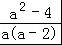 a² − 4
a(a − 2)